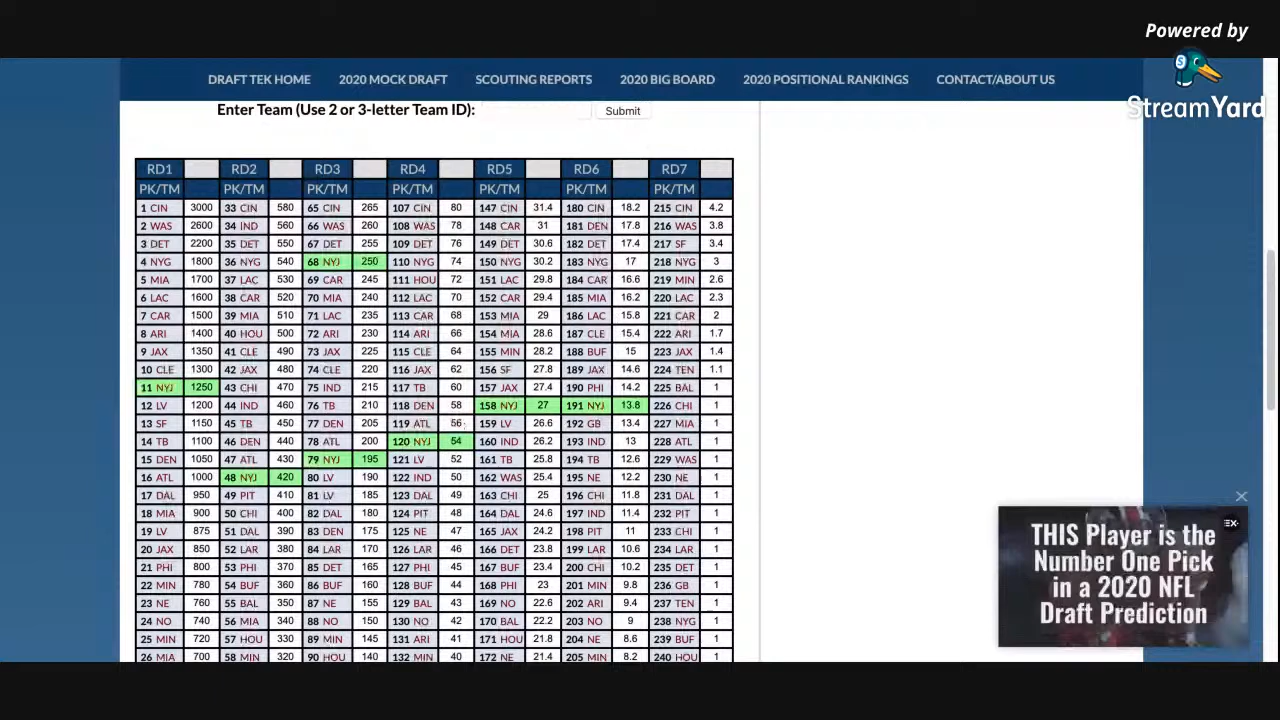 Powered by
StreamYard
DRAFT TEK HOME 2020 MOCK DRAFT SCOUTING REPORTS 2020 BIG BOARD 2020 POSITIONAL RANKINGS CONTACT/ABOUT US
Enter Team (Use 2 or 3-letter Team ID): Submit
RD1 RD2 RD3 RD4 RD5 RD6 RD7
PK/TM PK/TM PK/TM PK/TM PK/TM PK/TM PK/TM
1 CIN 3000 33 CIN 580 65 CIN 265 107 CIN 80 147 CIN 31.4 180 CIN 18.2 215 CIN 4.2
2 WAS 2600 34 IND 560 66 WAS 260 108 WAS 78 148 CAR 31 181 DEN 17.8 216 WAS 3.8
3 DET 2200 35 DET 550 67 DET 255 109 DET 76 149 DET 30.6 182 DET 17.4 217 SF 3.4
4 NYG 1800 36 NYG 540 68 NYJ 250 110 NYG 74 150 NYG 30.2 183 NYG 17 218 NYG 3
5 MIA 1700 37 LAC 530 69 CAR 245 111 HOU 72 151 LAC 29.8 184 CAR 16.6 219 MIN 2.6
6 LAC 1600 38 CAR 520 70 MIA 240 112 LAC 70 152 CAR 29.4 185 MIA 16.2 220 LAC 2.3
7 CAR 1500 39 MIA 510 71 LAC 235 113 CAR 68 153 MIA 29 186 LAC 15.8 221 CAR 2
8 ARI 1400 40 HOU 500 72 ARI 230 114 ARI 66 154 MIA 28.6 187 CLE 15.4 222 ARI 1.7
9 JAX 1350 41 CLE 490 73 JAX 225 115 CLE 64 155 MIN 28.2 188 BUF 15 223 JAX 1.4
10 CLE 1300 42 JAX 480 74 CLE 220 116 JAX 62 156 SF 27.8 189 JAX 14.6 224 TEN 1.1
11 NYJ 1250 43 CHI 470 75 IND 215 117 TB 60 157 JAX 27.4 190 PHI 14.2 225 BAL 1
12 LV 1200 44 IND 460 76 TB 210 118 DEN 58 158 NYJ 27 191 NYJ 13.8 226 CHI 1
13 SF 1150 45 TB 450 77 DEN 205 119 ATL 56 159 LV 26.6 192 GB 13.4 227 MIA 1
14 TB 1100 46 DEN 440 78 ATL 200 120 NYJ 54 160 IND 26.2 193 IND 13 228 ATL 1
15 DEN 1050 47 ATL 430 79 NYJ 195 121 LV 52 161 TB 25.8 194 TB 12.6 229 WAS 1
16 ATL 1000 48 NYJ 420 80 LV 190 122 IND 50 162 WAS 25.4 195 NE 12.2 230 NE 1
17 DAL 950 49 PIT 410 81 LV 185 123 DAL 49 163 CHI 25 196 CHI 11.8 231 DAL 1
18 MIA 900 50 CHI 400 82 DAL 180 124 PIT 48 164 DAL 24.6 197 IND 11.4 232 PIT 1
19 LV 875 51 DAL 390 83 DEN 175 125 NE 47 165 JAX 24.2 198 PIT 11 233 CHI 1
20 JAX 850 52 LAR 380 84 LAR 170 126 LAR 46 166 DET 23.8 199 LAR 10.6 234 LAR 1
21 PHI 800 53 PHI 370 85 DET 165 127 PHI 45 167 BUF 23.4 200 CHI 10.2 235 DET 1
22 MIN 780 54 BUF 360 86 BUF 160 128 BUF 44 168 PHI 23 201 MIN 9.8 236 GB 1
23 NE 760 55 BAL 350 87 NE 155 129 BAL 43 169 NO 22.6 202 ARI 9.4 237 TEN 1
24 NO 740 56 MIA 340 88 NO 150 130 NO 42 170 BAL 22.2 203 NO 9 238 NYG 1
25 MIN 720 57 HOU 330 89 MIN 145 131 ARI 41 171 HOU 21.8 204 NE 8.6 239 BUF 1
26 MIA 700 58 MIN 320 90 HOU 140 132 MIN 40 172 NE 21.4 205 MIN 8.2 240 HOU 1
EX·
THIS Player is the
Number One Pick
in a 2020 NFL
Draft Prediction